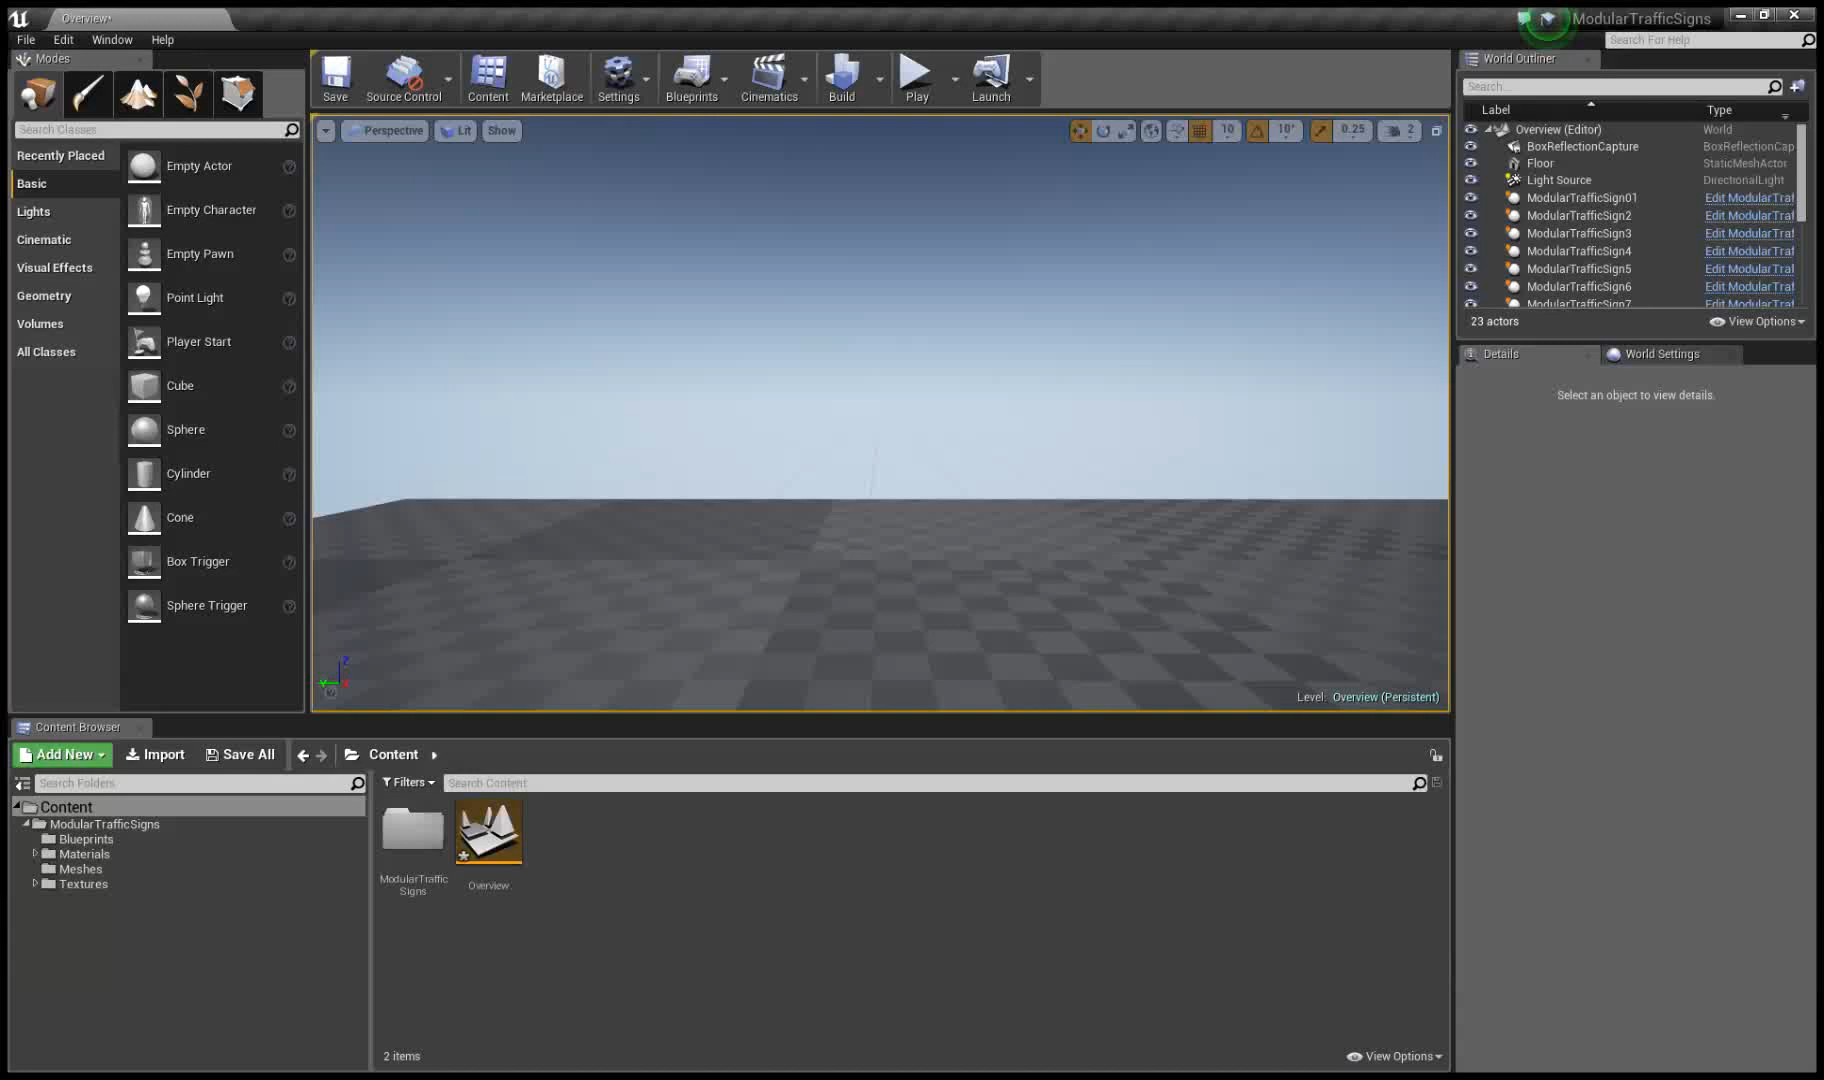 Overview*
ModularTrafficSigns
File Edit Window Help
Search For Help
Modes
Search Classes
Recently Placed
Basic
Lights
Cinematic
Visual Effects
Geometry
Volumes
All Classes
Empty Actor
Empty Character
Empty Pawn
Point Light
Player Start
Cube
Sphere
Cylinder
Cone
Box Trigger
Sphere Trigger
Save Source Control Content Marketplace Settings Blueprints Cinematics Build Play Launch
Perspective Lit Show
10 10° 0.25 2
Z
Y X
Level: Overview (Persistent)
World Outliner
Search...
Label Type
Overview (Editor) World
BoxReflectionCapture BoxReflectionCap
Floor StaticMeshActor
Light Source DirectionalLight
ModularTrafficSign01 Edit ModularTraf
ModularTrafficSign2 Edit ModularTraf
ModularTrafficSign3 Edit ModularTraf
ModularTrafficSign4 Edit ModularTraf
ModularTrafficSign5 Edit ModularTraf
ModularTrafficSign6 Edit ModularTraf
ModularTrafficSign7 Edit ModularTraf
23 actors View Options
Details World Settings
Select an object to view details.
Content Browser
Add New Import Save All Content
Search Folders
Content
ModularTrafficSigns
Blueprints
Materials
Meshes
Textures
Filters Search Content
ModularTraffic
Signs
Overview
2 items View Options